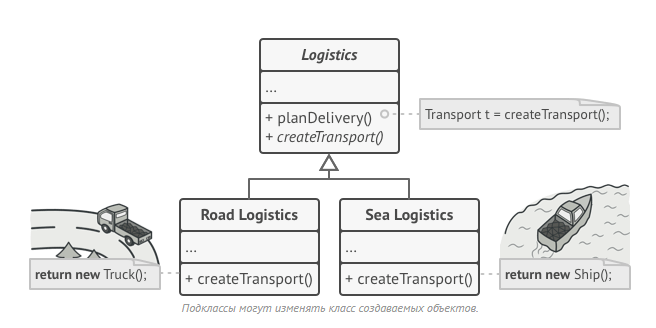 Logistics
...
+ planDelivery()
+ createTransport()
Transport t = createTransport();
Road Logistics
...
+ createTransport()
Sea Logistics
...
+ createTransport()
return new Truck();
return new Ship();
Подклассы могут изменять класс создаваемых объектов.